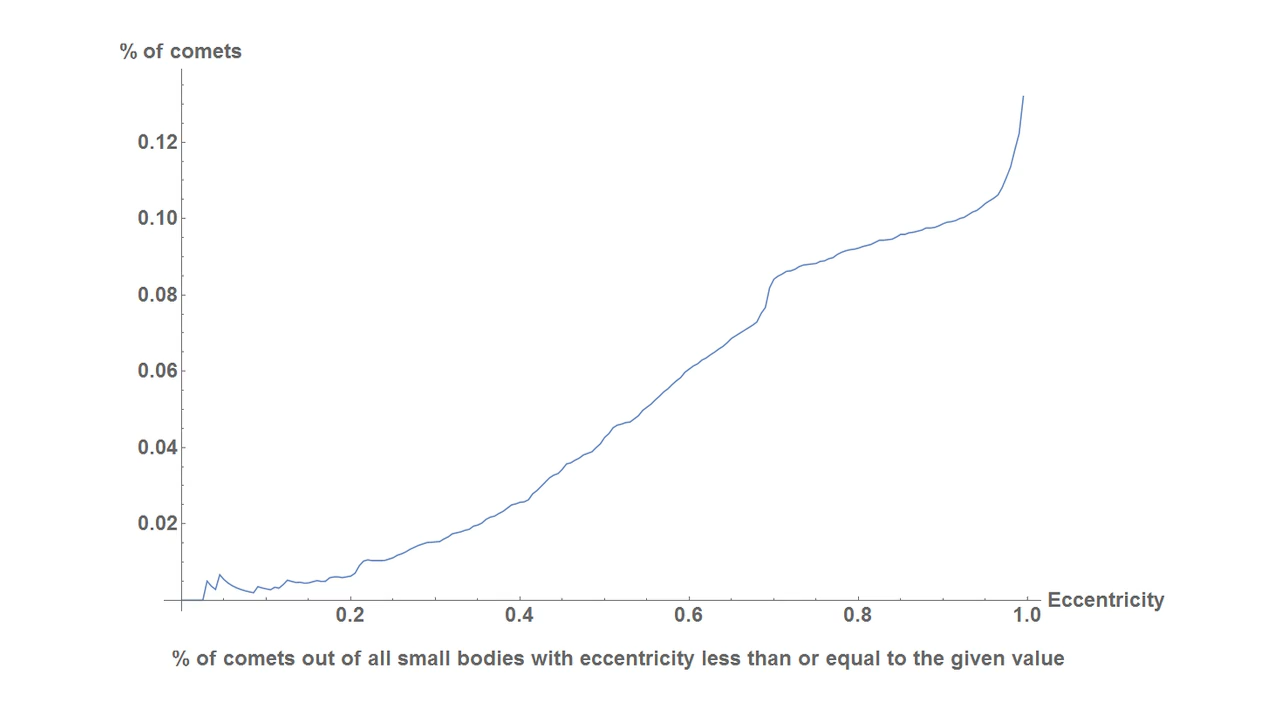 % of comets
0.12
0.10
0.08
0.06
0.04
0.02
0.2 0.4 0.6 0.8 1.0
Eccentricity
% of comets out of all small bodies with eccentricity less than or equal to the given value